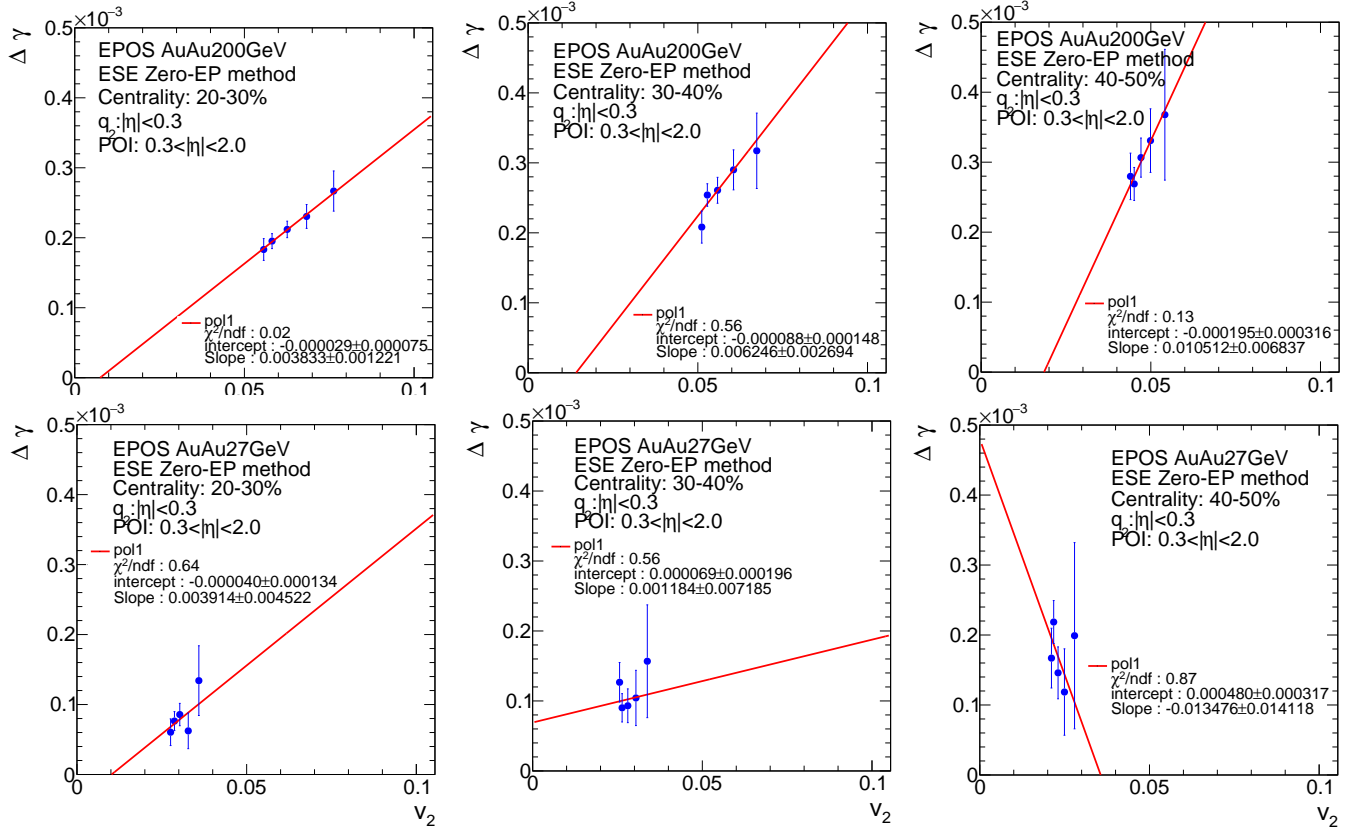 ×10⁻³
Δ γ
0.5
0.4
0.3
0.2
0.1
0
EPOS AuAu200GeV
ESE Zero-EP method
Centrality: 20-30%
q₂:|η|<0.3
POI: 0.3<|η|<2.0
pol1
χ²/ndf : 0.02
intercept : -0.000029±0.000075
Slope : 0.003833±0.001221
0 0.05 0.1
×10⁻³
Δ γ
0.5
0.4
0.3
0.2
0.1
0
EPOS AuAu200GeV
ESE Zero-EP method
Centrality: 30-40%
q₂:|η|<0.3
POI: 0.3<|η|<2.0
pol1
χ²/ndf : 0.56
intercept : -0.000088±0.000148
Slope : 0.006246±0.002694
0 0.05 0.1
×10⁻³
Δ γ
0.5
0.4
0.3
0.2
0.1
0
EPOS AuAu200GeV
ESE Zero-EP method
Centrality: 40-50%
q₂:|η|<0.3
POI: 0.3<|η|<2.0
pol1
χ²/ndf : 0.13
intercept : -0.000195±0.000316
Slope : 0.010512±0.006837
0 0.05 0.1
×10⁻³
Δ γ
0.5
0.4
0.3
0.2
0.1
0
EPOS AuAu27GeV
ESE Zero-EP method
Centrality: 20-30%
q₂:|η|<0.3
POI: 0.3<|η|<2.0
pol1
χ²/ndf : 0.64
intercept : -0.000040±0.000134
Slope : 0.003914±0.004522
0 0.05 0.1
v₂
×10⁻³
Δ γ
0.5
0.4
0.3
0.2
0.1
0
EPOS AuAu27GeV
ESE Zero-EP method
Centrality: 30-40%
q₂:|η|<0.3
POI: 0.3<|η|<2.0
pol1
χ²/ndf : 0.56
intercept : 0.000069±0.000196
Slope : 0.001184±0.007185
0 0.05 0.1
v₂
×10⁻³
Δ γ
0.5
0.4
0.3
0.2
0.1
0
EPOS AuAu27GeV
ESE Zero-EP method
Centrality: 40-50%
q₂:|η|<0.3
POI: 0.3<|η|<2.0
pol1
χ²/ndf : 0.87
intercept : 0.000480±0.000317
Slope : -0.013476±0.014118
0 0.05 0.1
v₂